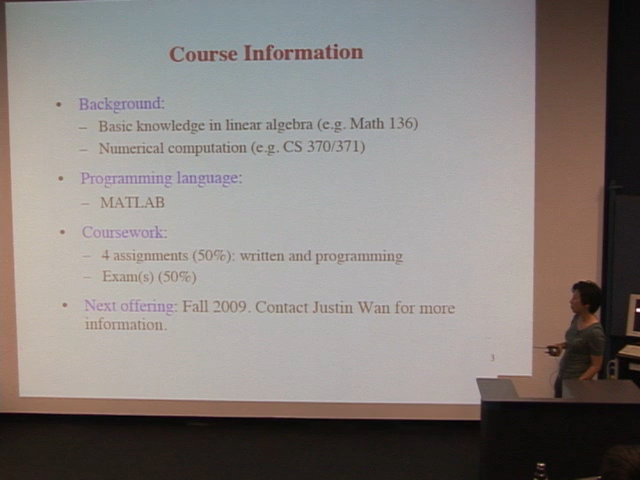 Course Information
• Background:
– Basic knowledge in linear algebra (e.g. Math 136)
– Numerical computation (e.g. CS 370/371)
• Programming language:
– MATLAB
• Coursework:
– 4 assignments (50%): written and programming
– Exam(s) (50%)
• Next offering: Fall 2009. Contact Justin Wan for more
information.
3